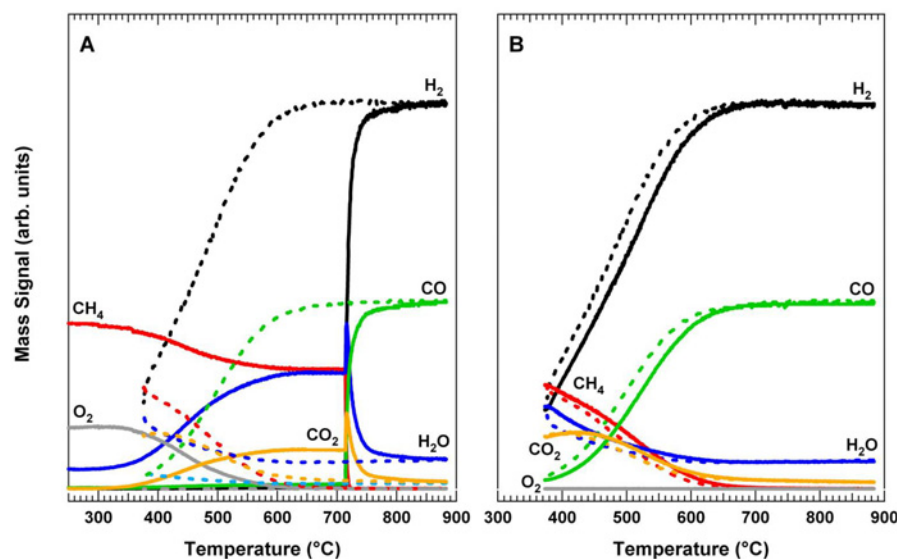 A
B
H₂
H₂
Mass Signal (arb. units)
CO
CO
CH₄
CH₄
O₂
CO₂
H₂O
CO₂
H₂O
O₂
300 400 500 600 700 800 900
300 400 500 600 700 800 900
Temperature (°C)
Temperature (°C)